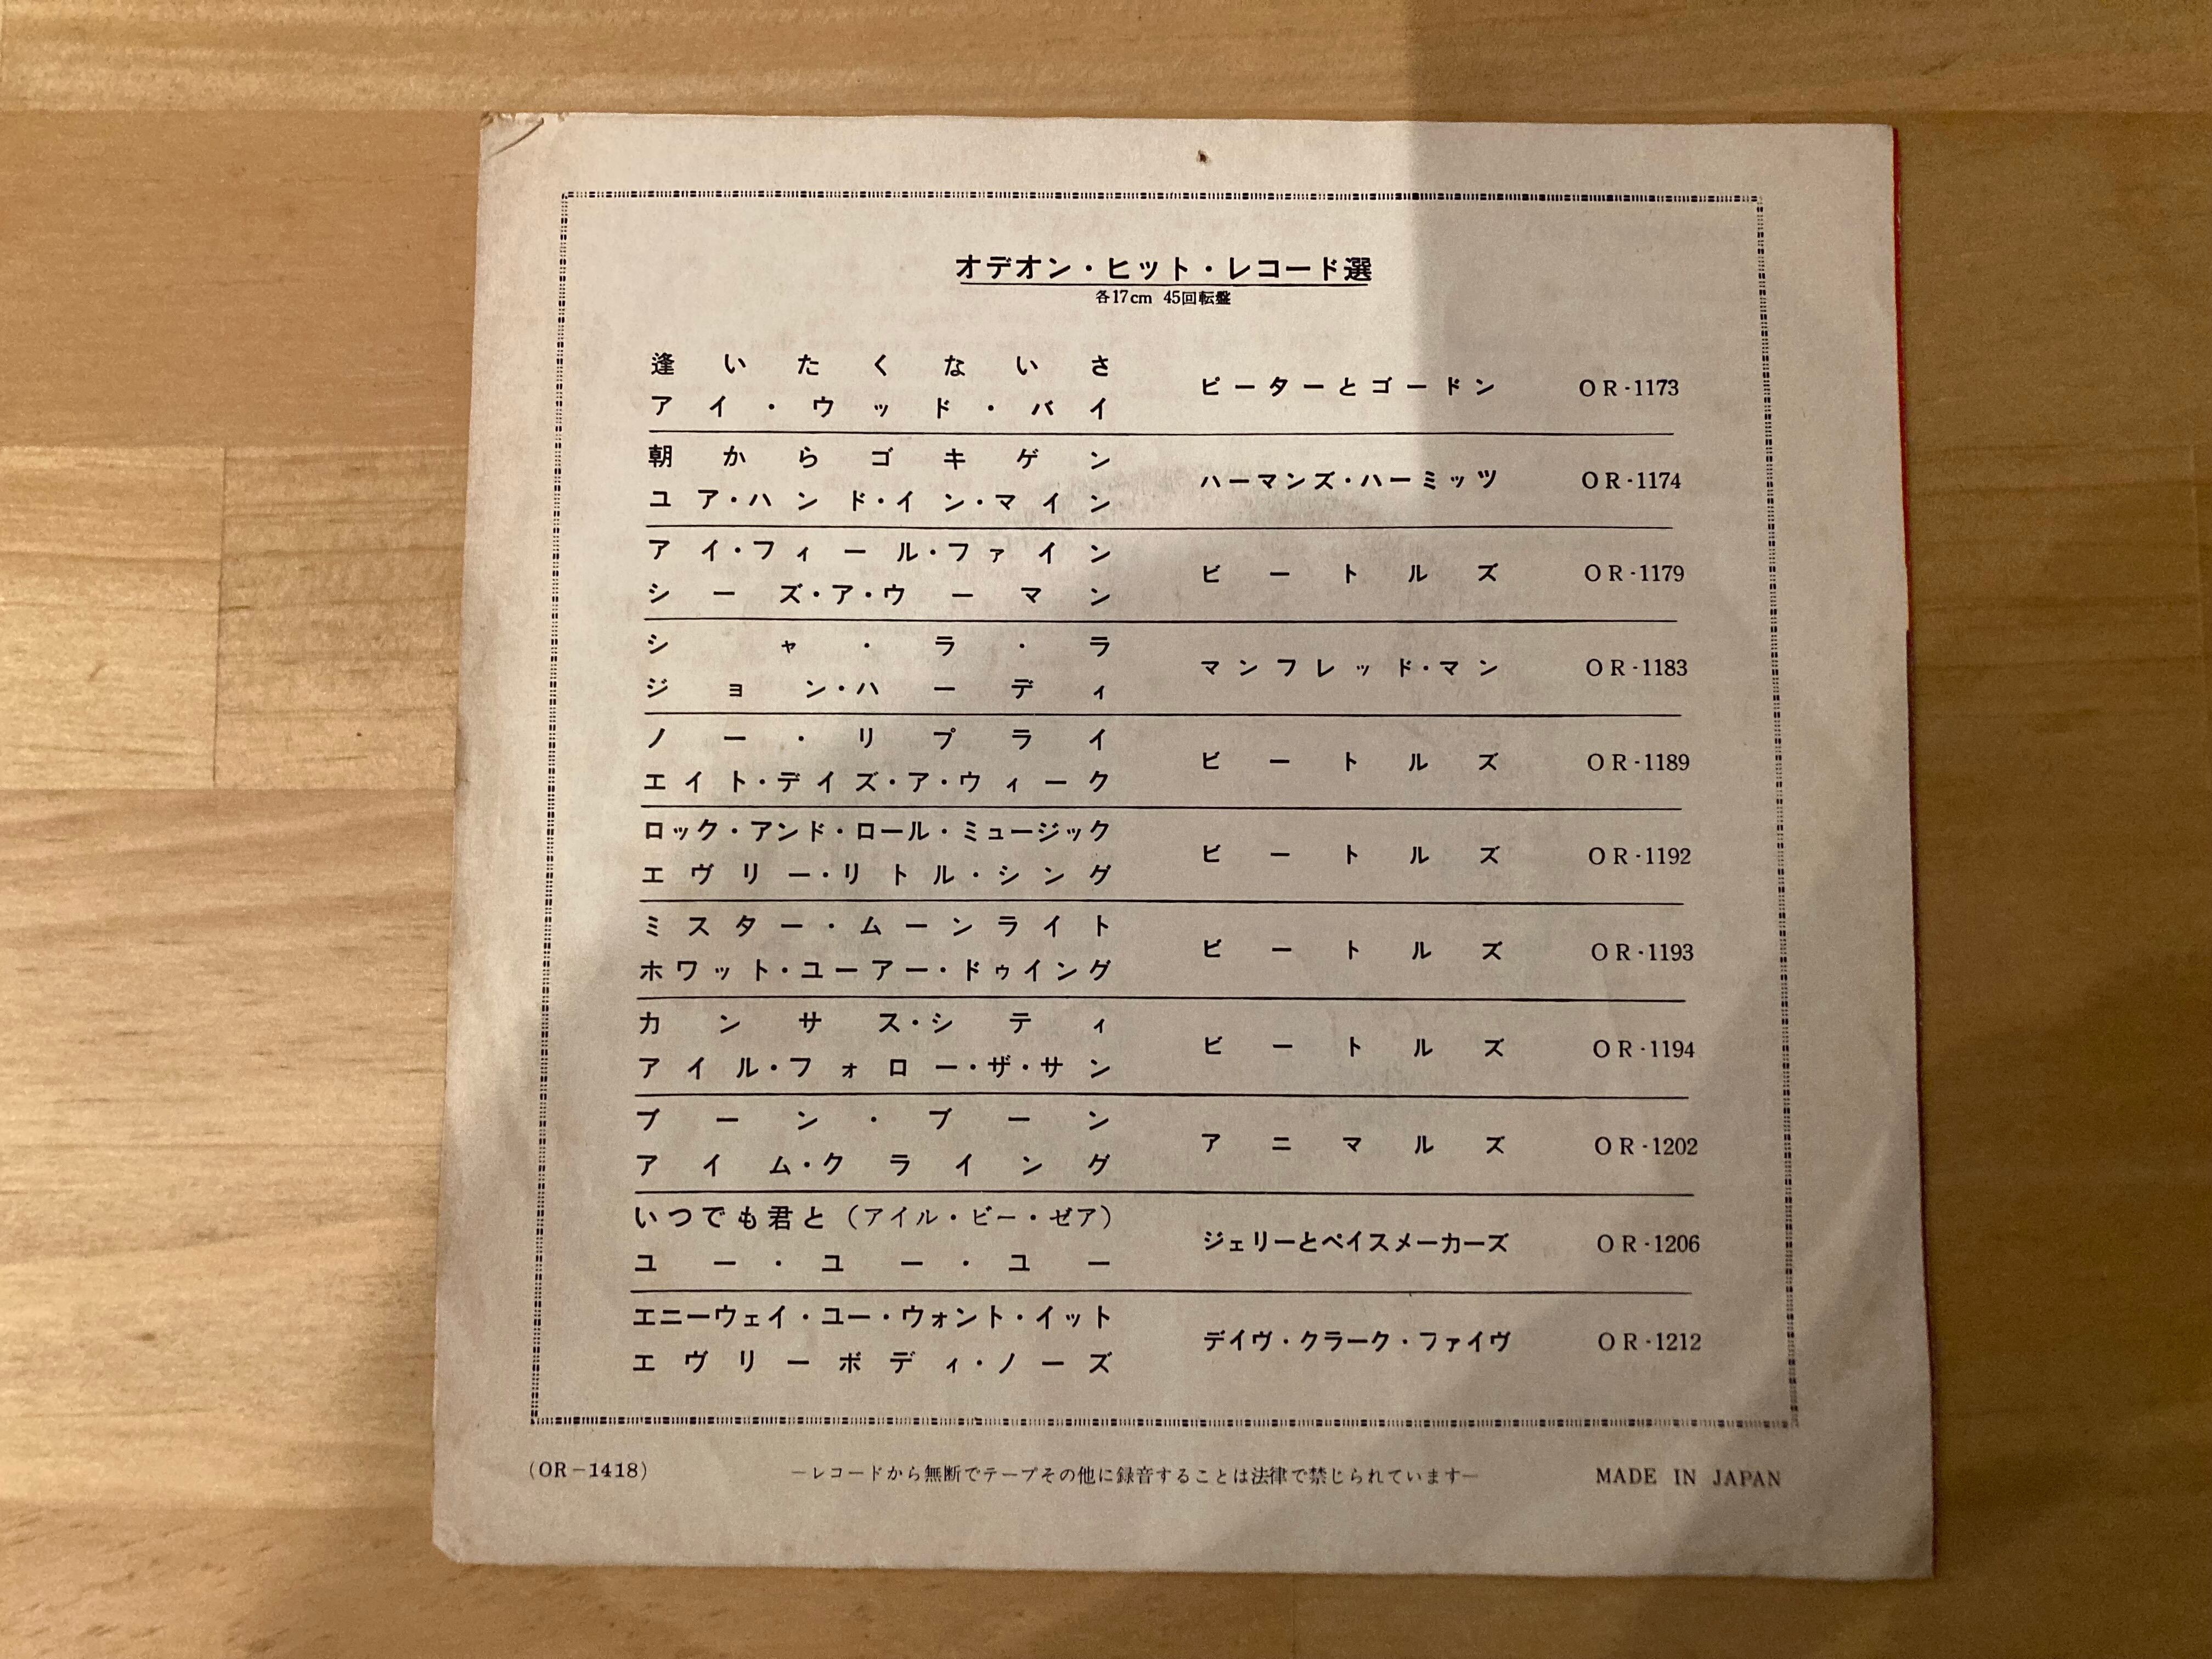 オデオン・ヒット・レコード選
各17cm 45回転盤
逢いたくないさ
アイ・ウッド・バイ
ピーターとゴードン OR-1173
朝からゴキゲン
ユア・ハンド・イン・マイン
ハーマンズ・ハーミッツ OR-1174
アイ・フィール・ファイン
シーズ・ア・ウーマン
ビートルズ OR-1179
シャ・ラ・ラ
ジョン・ハーディ
マンフレッド・マン OR-1183
ノー・リプライ
エイト・デイズ・ア・ウィーク
ビートルズ OR-1189
ロック・アンド・ロール・ミュージック
エヴリー・リトル・シング
ビートルズ OR-1192
ミスター・ムーンライト
ホワット・ユーアー・ドゥイング
ビートルズ OR-1193
カンサス・シティ
アイル・フォロー・ザ・サン
ビートルズ OR-1194
ブーン・ブーン
アイム・クライング
アニマルズ OR-1202
いつでも君と（アイル・ビー・ゼア）
ユー・ユー・ユー
ジェリーとペイスメーカーズ OR-1206
エニーウェイ・ユー・ウォント・イット
エヴリーボディ・ノーズ
デイヴ・クラーク・ファイヴ OR-1212
(OR-1418) ―レコードから無断でテープその他に録音することは法律で禁じられています― MADE IN JAPAN